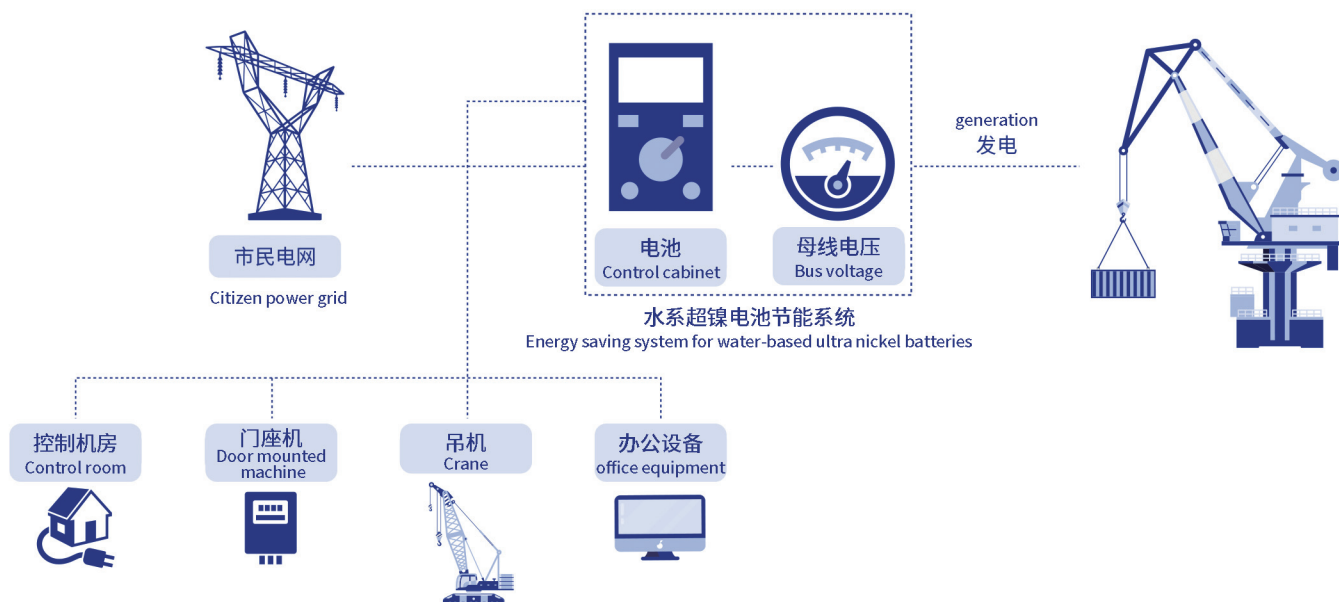 generation
发电
市民电网
Citizen power grid
电池
Control cabinet
母线电压
Bus voltage
水系超镍电池节能系统
Energy saving system for water-based ultra nickel batteries
控制机房
Control room
门座机
Door mounted
machine
吊机
Crane
办公设备
office equipment